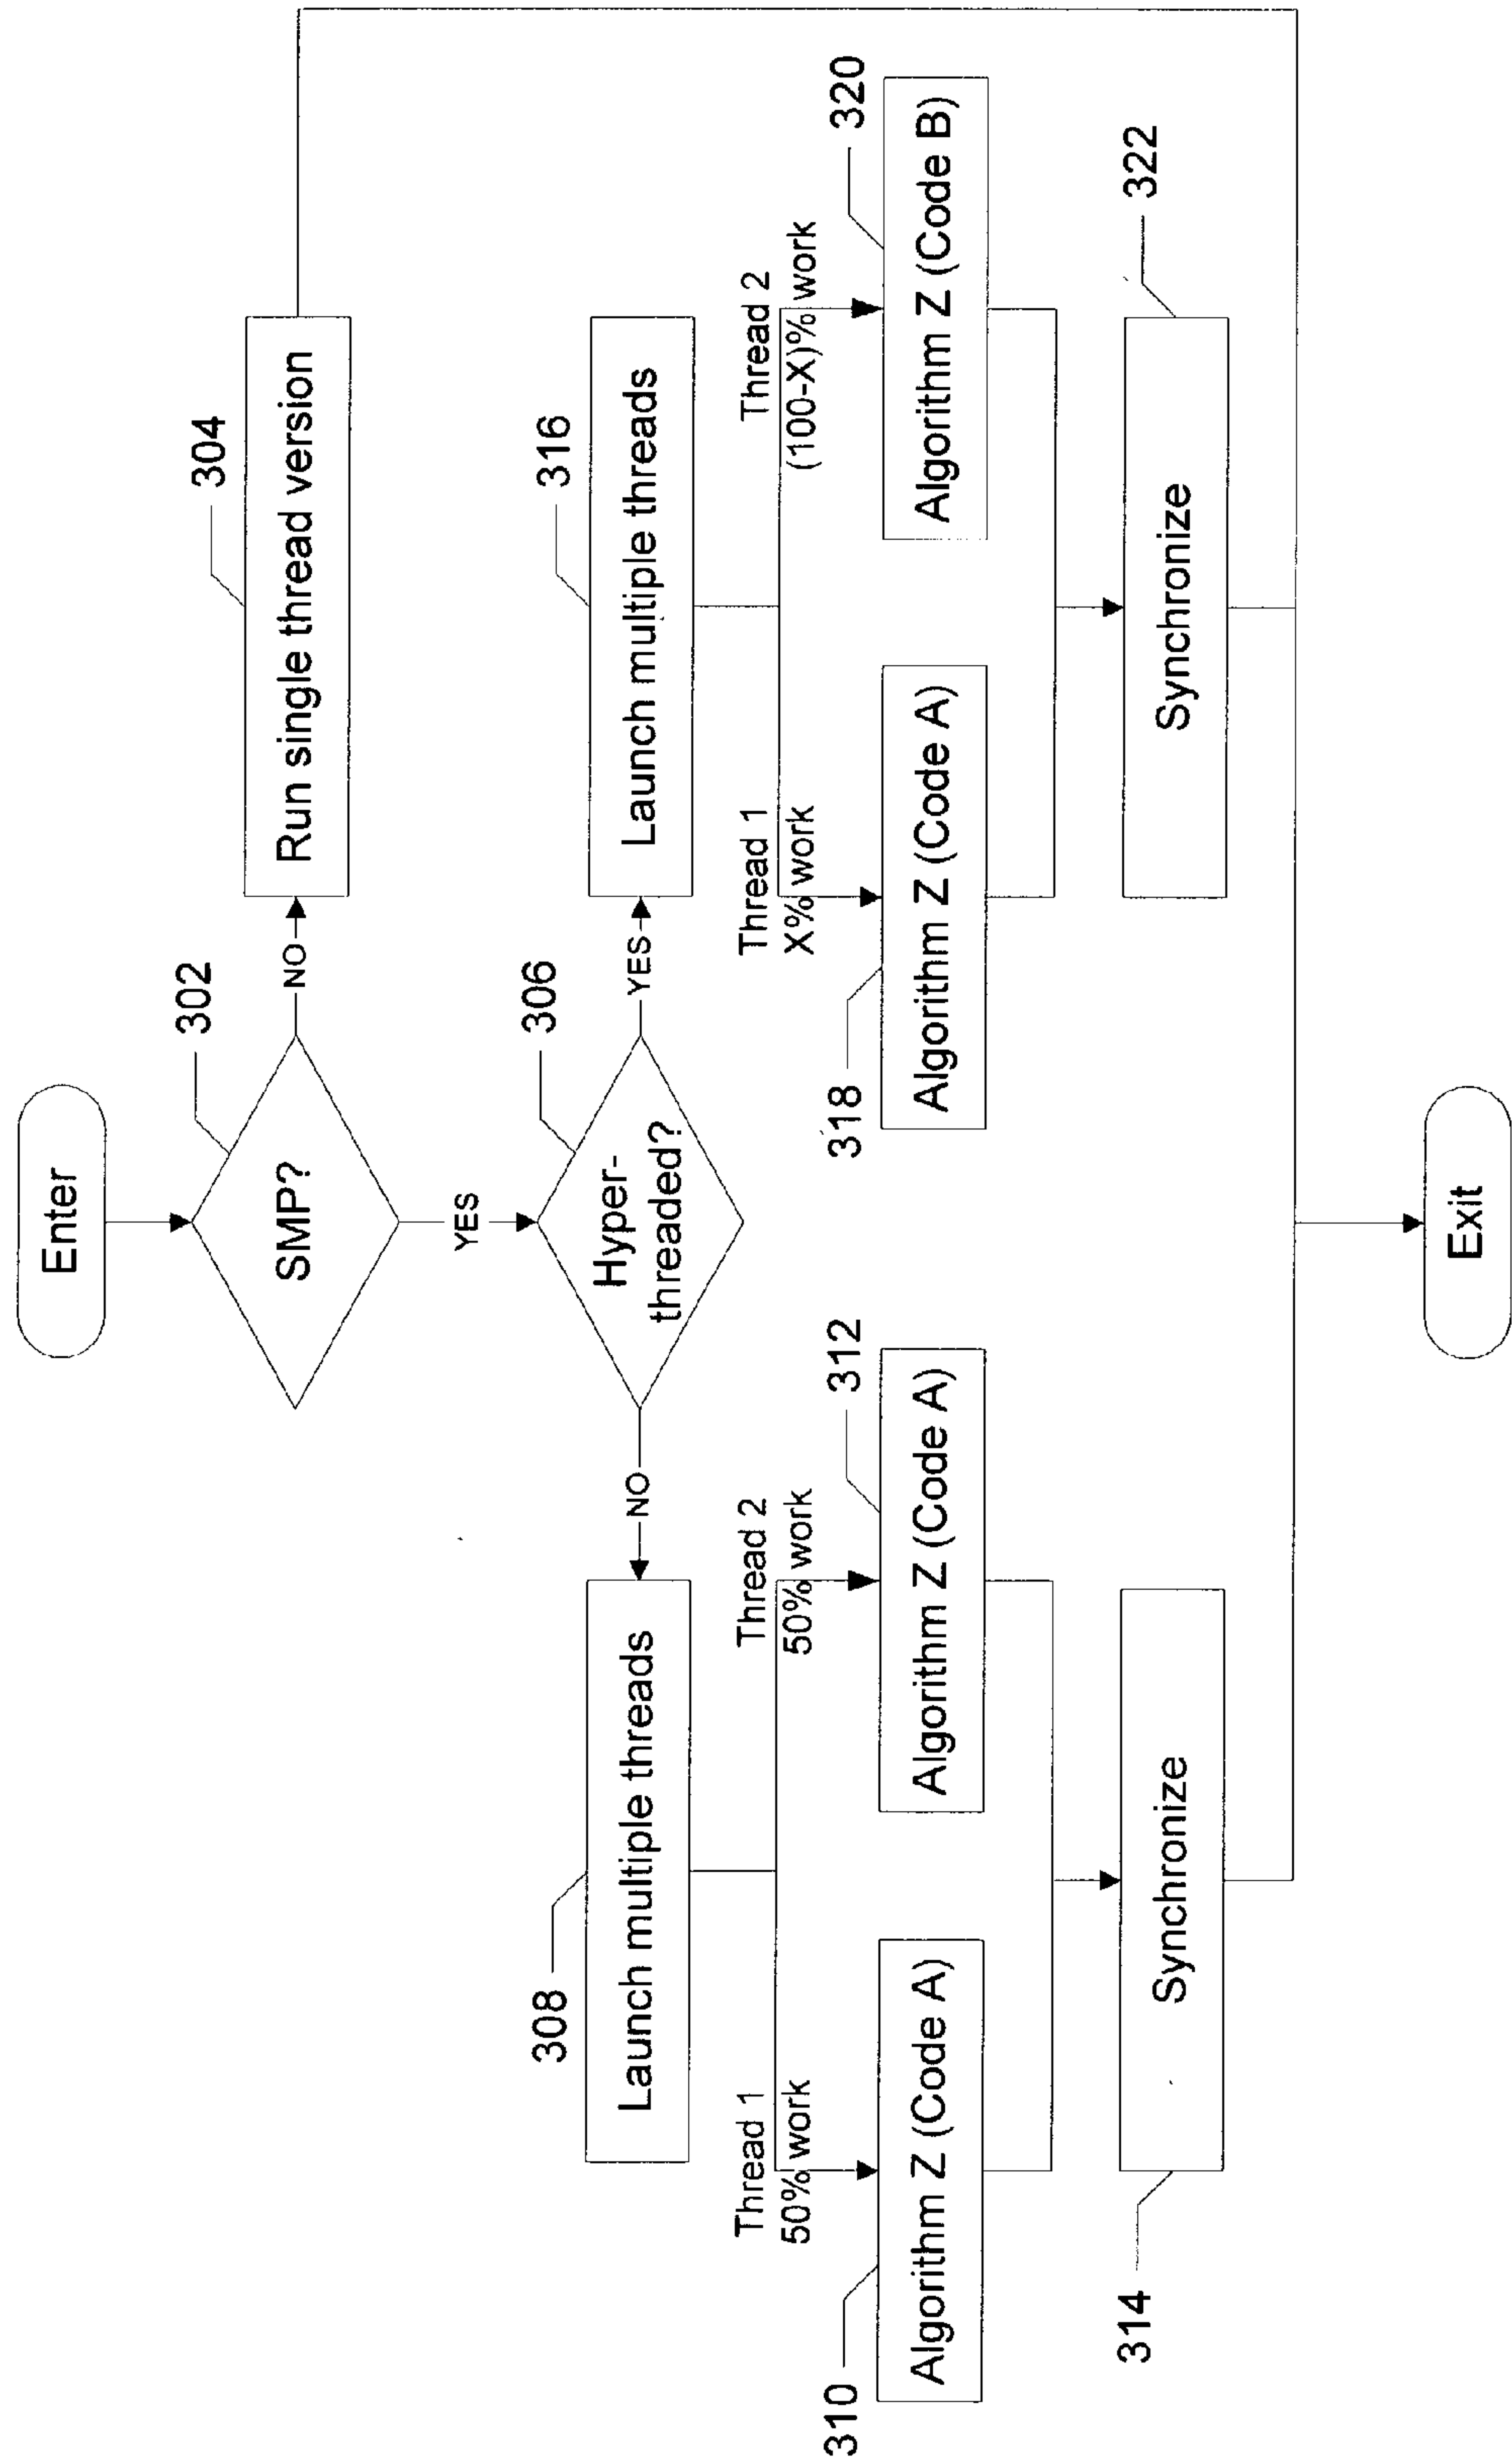 Enter
302
304
SMP?
NO
Run single thread version
YES
306
308
316
Hyper-
threaded?
NO
YES
Launch multiple threads
Launch multiple threads
Thread 1
50% work
Thread 2
50% work
Thread 1
X% work
Thread 2
(100-X)% work
310
312
318
320
Algorithm Z (Code A)
Algorithm Z (Code A)
Algorithm Z (Code A)
Algorithm Z (Code B)
314
322
Synchronize
Synchronize
Exit